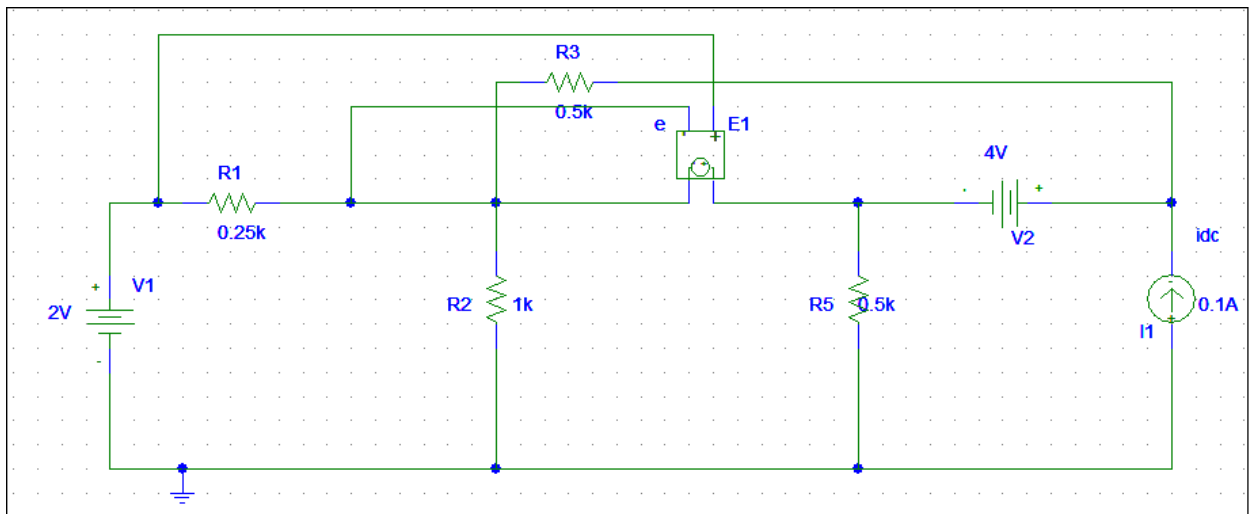 R3
0.5k
e
E1
R1
0.25k
4V
- +
V2
idc
+
V1
2V
-
R2
1k
R5
0.5k
-
+
0.1A
I1